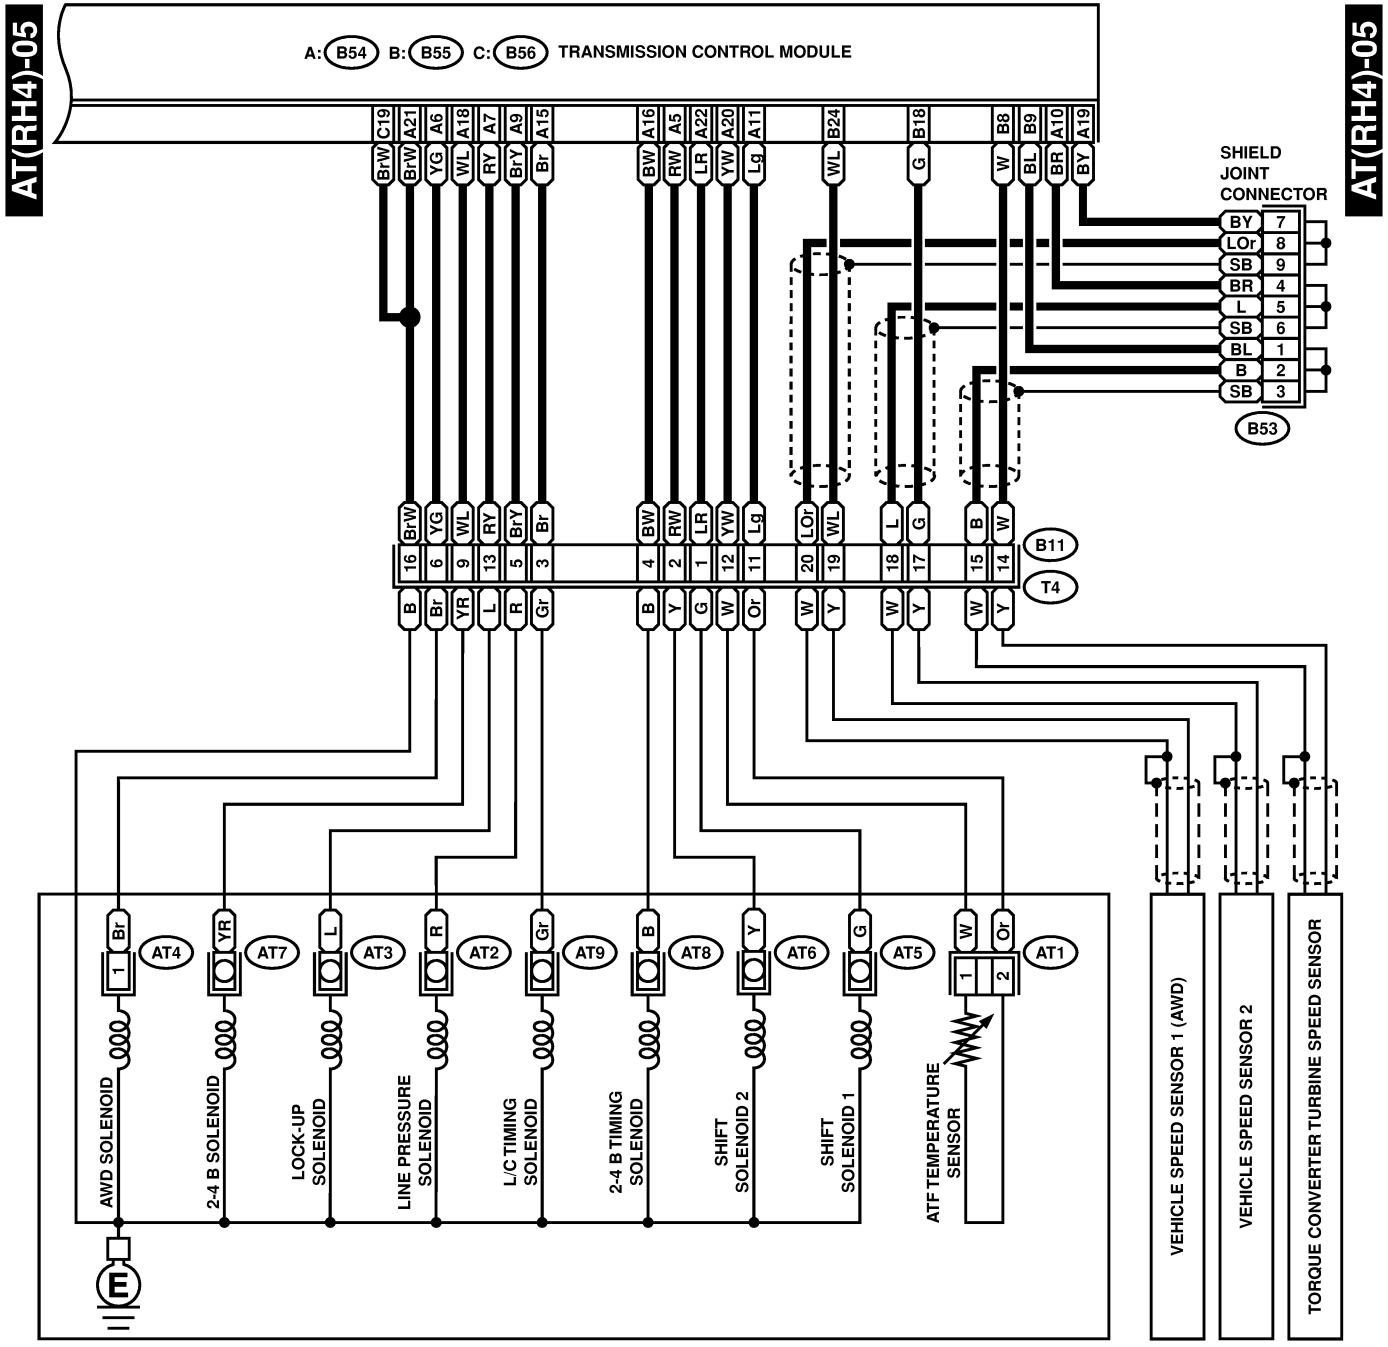 AT(RH4)-05
AT(RH4)-05
A: B54 B: B55 C: B56 TRANSMISSION CONTROL MODULE
C19 A21 A6 A18 A7 A9 A15 A16 A5 A22 A20 A11 B24 B18 B8 B9 A10 A19
BrW BrW YG WL RY BrY Br BW RW LR YW Lg WL G W BL BR BY
SHIELD
JOINT
CONNECTOR
BY 7
LOr 8
SB 9
BR 4
L 5
SB 6
BL 1
B 2
SB 3
B53
BrW YG WL RY BrY Br BW RW LR YW Lg LOr WL L G B W
B11
16 6 9 13 5 3 4 2 1 12 11 20 19 18 17 15 14
T4
B Br YR L R Gr B Y G W Or W Y W Y W Y
Br YR L R Gr B Y G W Or
AT4 AT7 AT3 AT2 AT9 AT8 AT6 AT5 AT1
1 1 2
AWD SOLENOID
2-4 B SOLENOID
LOCK-UP
SOLENOID
LINE PRESSURE
SOLENOID
L/C TIMING
SOLENOID
2-4 B TIMING
SOLENOID
SHIFT
SOLENOID 2
SHIFT
SOLENOID 1
ATF TEMPERATURE
SENSOR
VEHICLE SPEED SENSOR 1 (AWD)
VEHICLE SPEED SENSOR 2
TORQUE CONVERTER TURBINE SPEED SENSOR
E